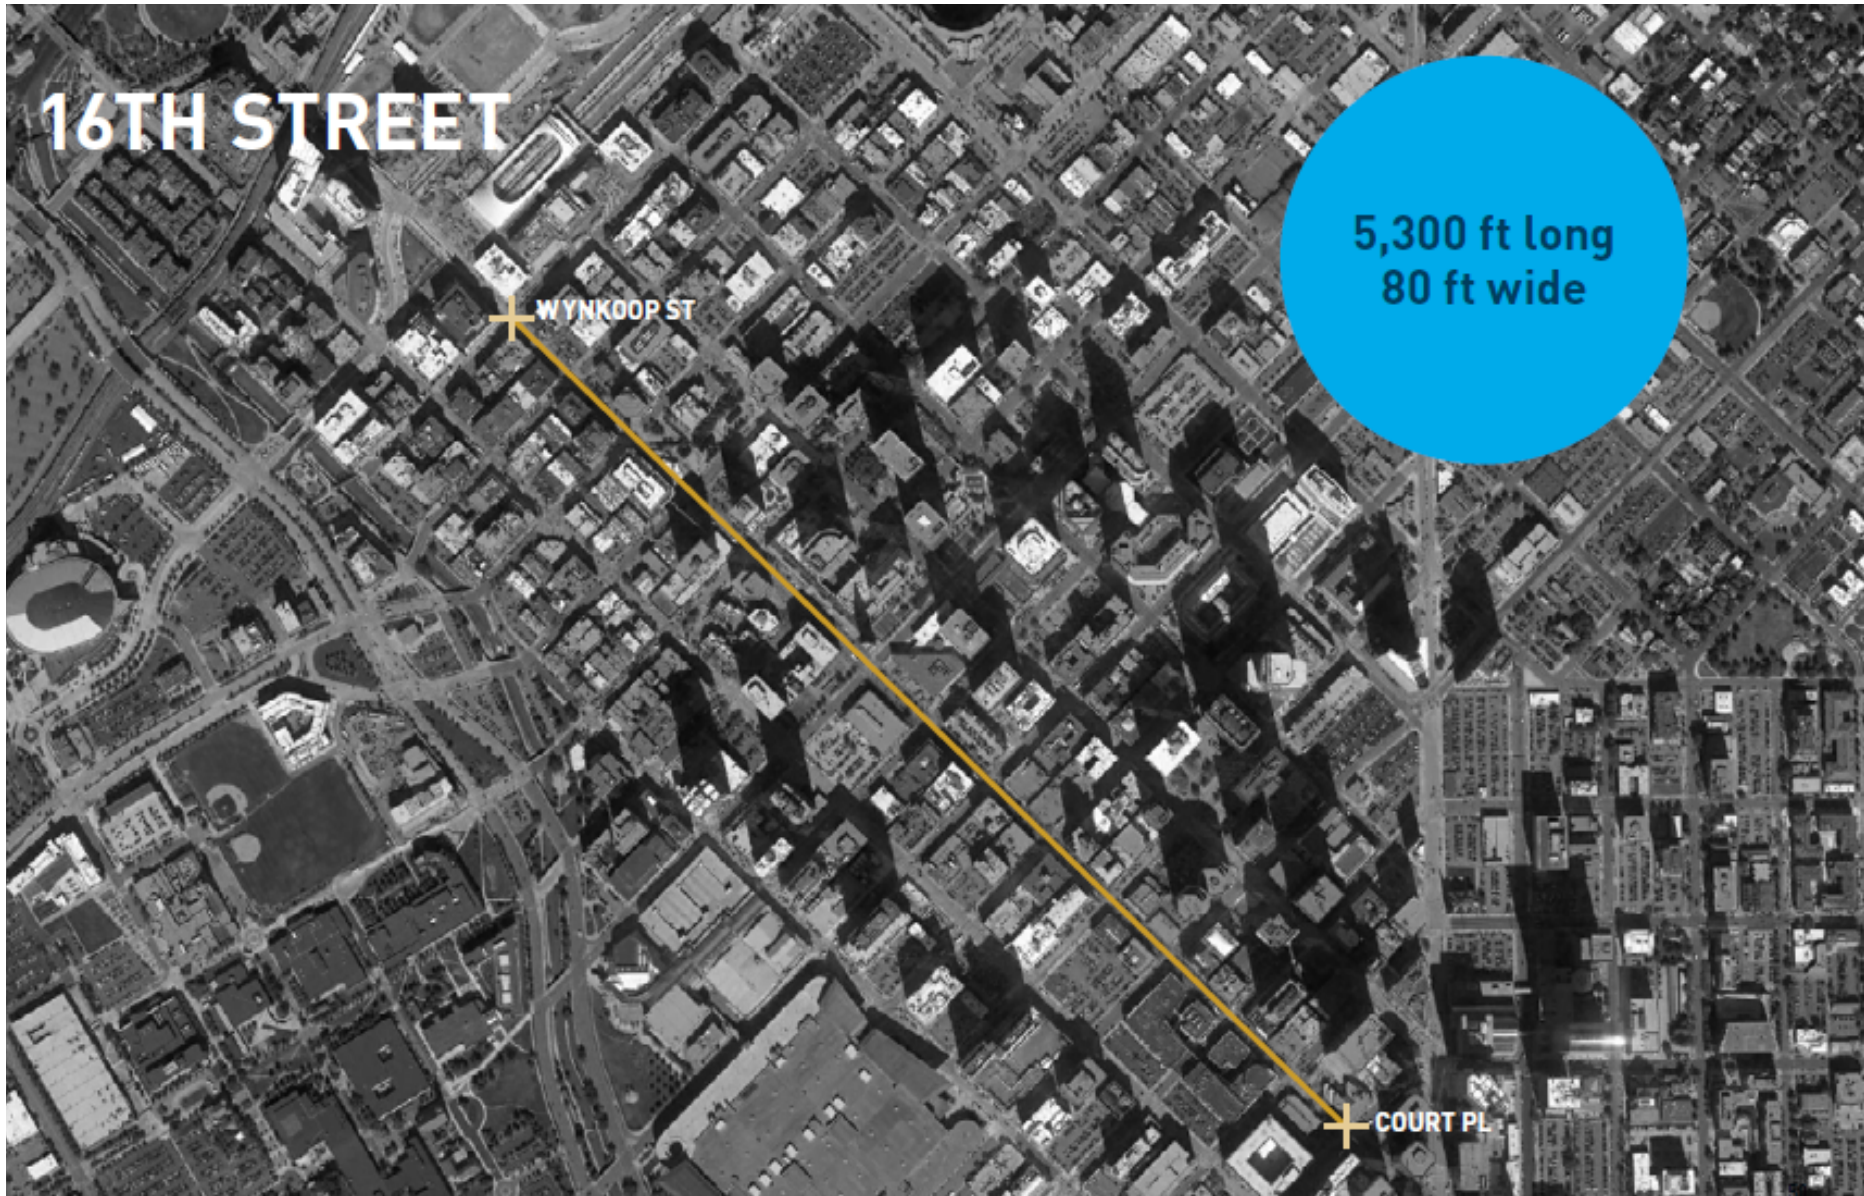 16TH STREET
5,300 ft long
80 ft wide
WYNKOOP ST
COURT PL